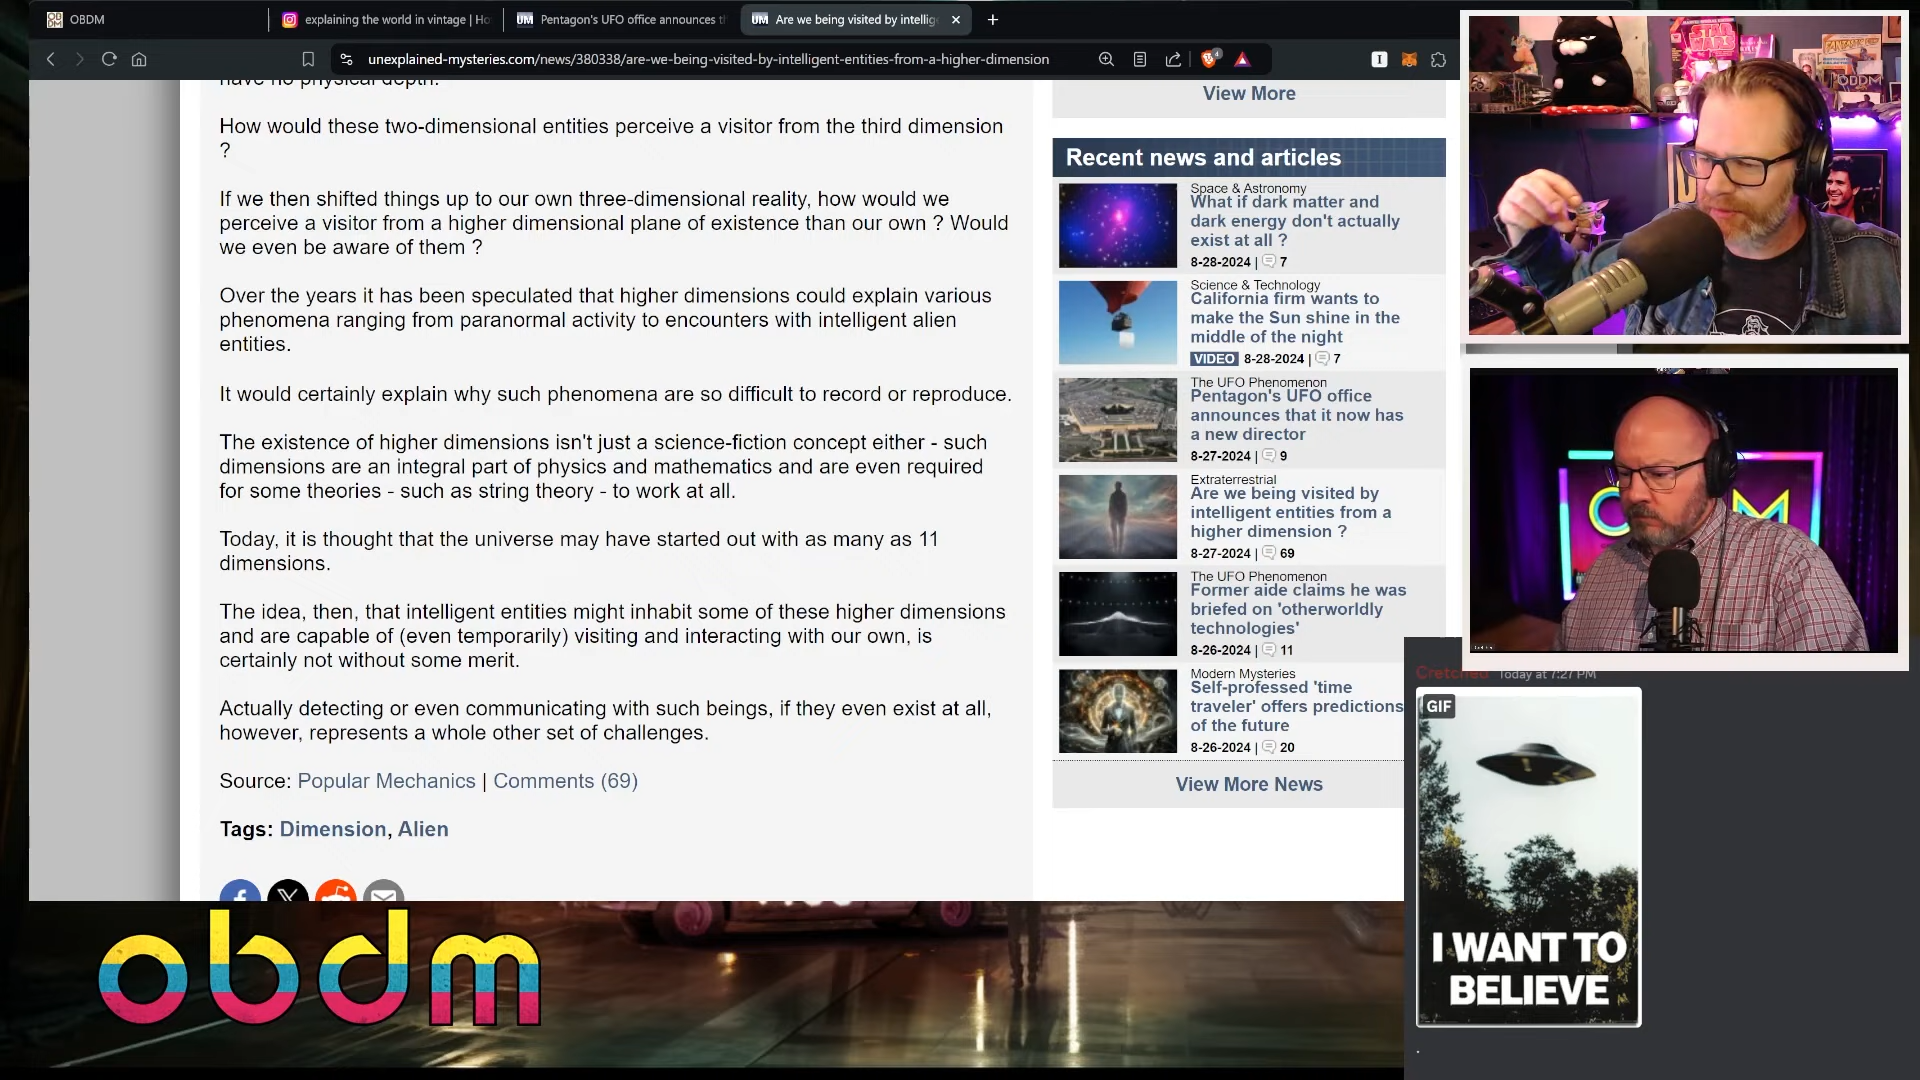 OBDM
explaining the world in vintage | Ho
UM Pentagon's UFO office announces t
UM Are we being visited by intellig
unexplained-mysteries.com/news/380338/are-we-being-visited-by-intelligent-entities-from-a-higher-dimension
4
have no physical depth.
How would these two-dimensional entities perceive a visitor from the third dimension
?
If we then shifted things up to our own three-dimensional reality, how would we
perceive a visitor from a higher dimensional plane of existence than our own ? Would
we even be aware of them ?
Over the years it has been speculated that higher dimensions could explain various
phenomena ranging from paranormal activity to encounters with intelligent alien
entities.
It would certainly explain why such phenomena are so difficult to record or reproduce.
The existence of higher dimensions isn't just a science-fiction concept either - such
dimensions are an integral part of physics and mathematics and are even required
for some theories - such as string theory - to work at all.
Today, it is thought that the universe may have started out with as many as 11
dimensions.
The idea, then, that intelligent entities might inhabit some of these higher dimensions
and are capable of (even temporarily) visiting and interacting with our own, is
certainly not without some merit.
Actually detecting or even communicating with such beings, if they even exist at all,
however, represents a whole other set of challenges.
Source: Popular Mechanics | Comments (69)
Tags: Dimension, Alien
View More
Recent news and articles
Space & Astronomy
What if dark matter and
dark energy don't actually
exist at all ?
8-28-2024 | 7
Science & Technology
California firm wants to
make the Sun shine in the
middle of the night
VIDEO 8-28-2024 | 7
The UFO Phenomenon
Pentagon's UFO office
announces that it now has
a new director
8-27-2024 | 9
Extraterrestrial
Are we being visited by
intelligent entities from a
higher dimension ?
8-27-2024 | 69
The UFO Phenomenon
Former aide claims he was
briefed on 'otherworldly
technologies'
8-26-2024 | 11
Modern Mysteries
Self-professed 'time
traveler' offers predictions
of the future
8-26-2024 | 20
View More News
STAR
WARS
OBDM
Cretched Today at 7:27 PM
GIF
I WANT TO
BELIEVE
obdm